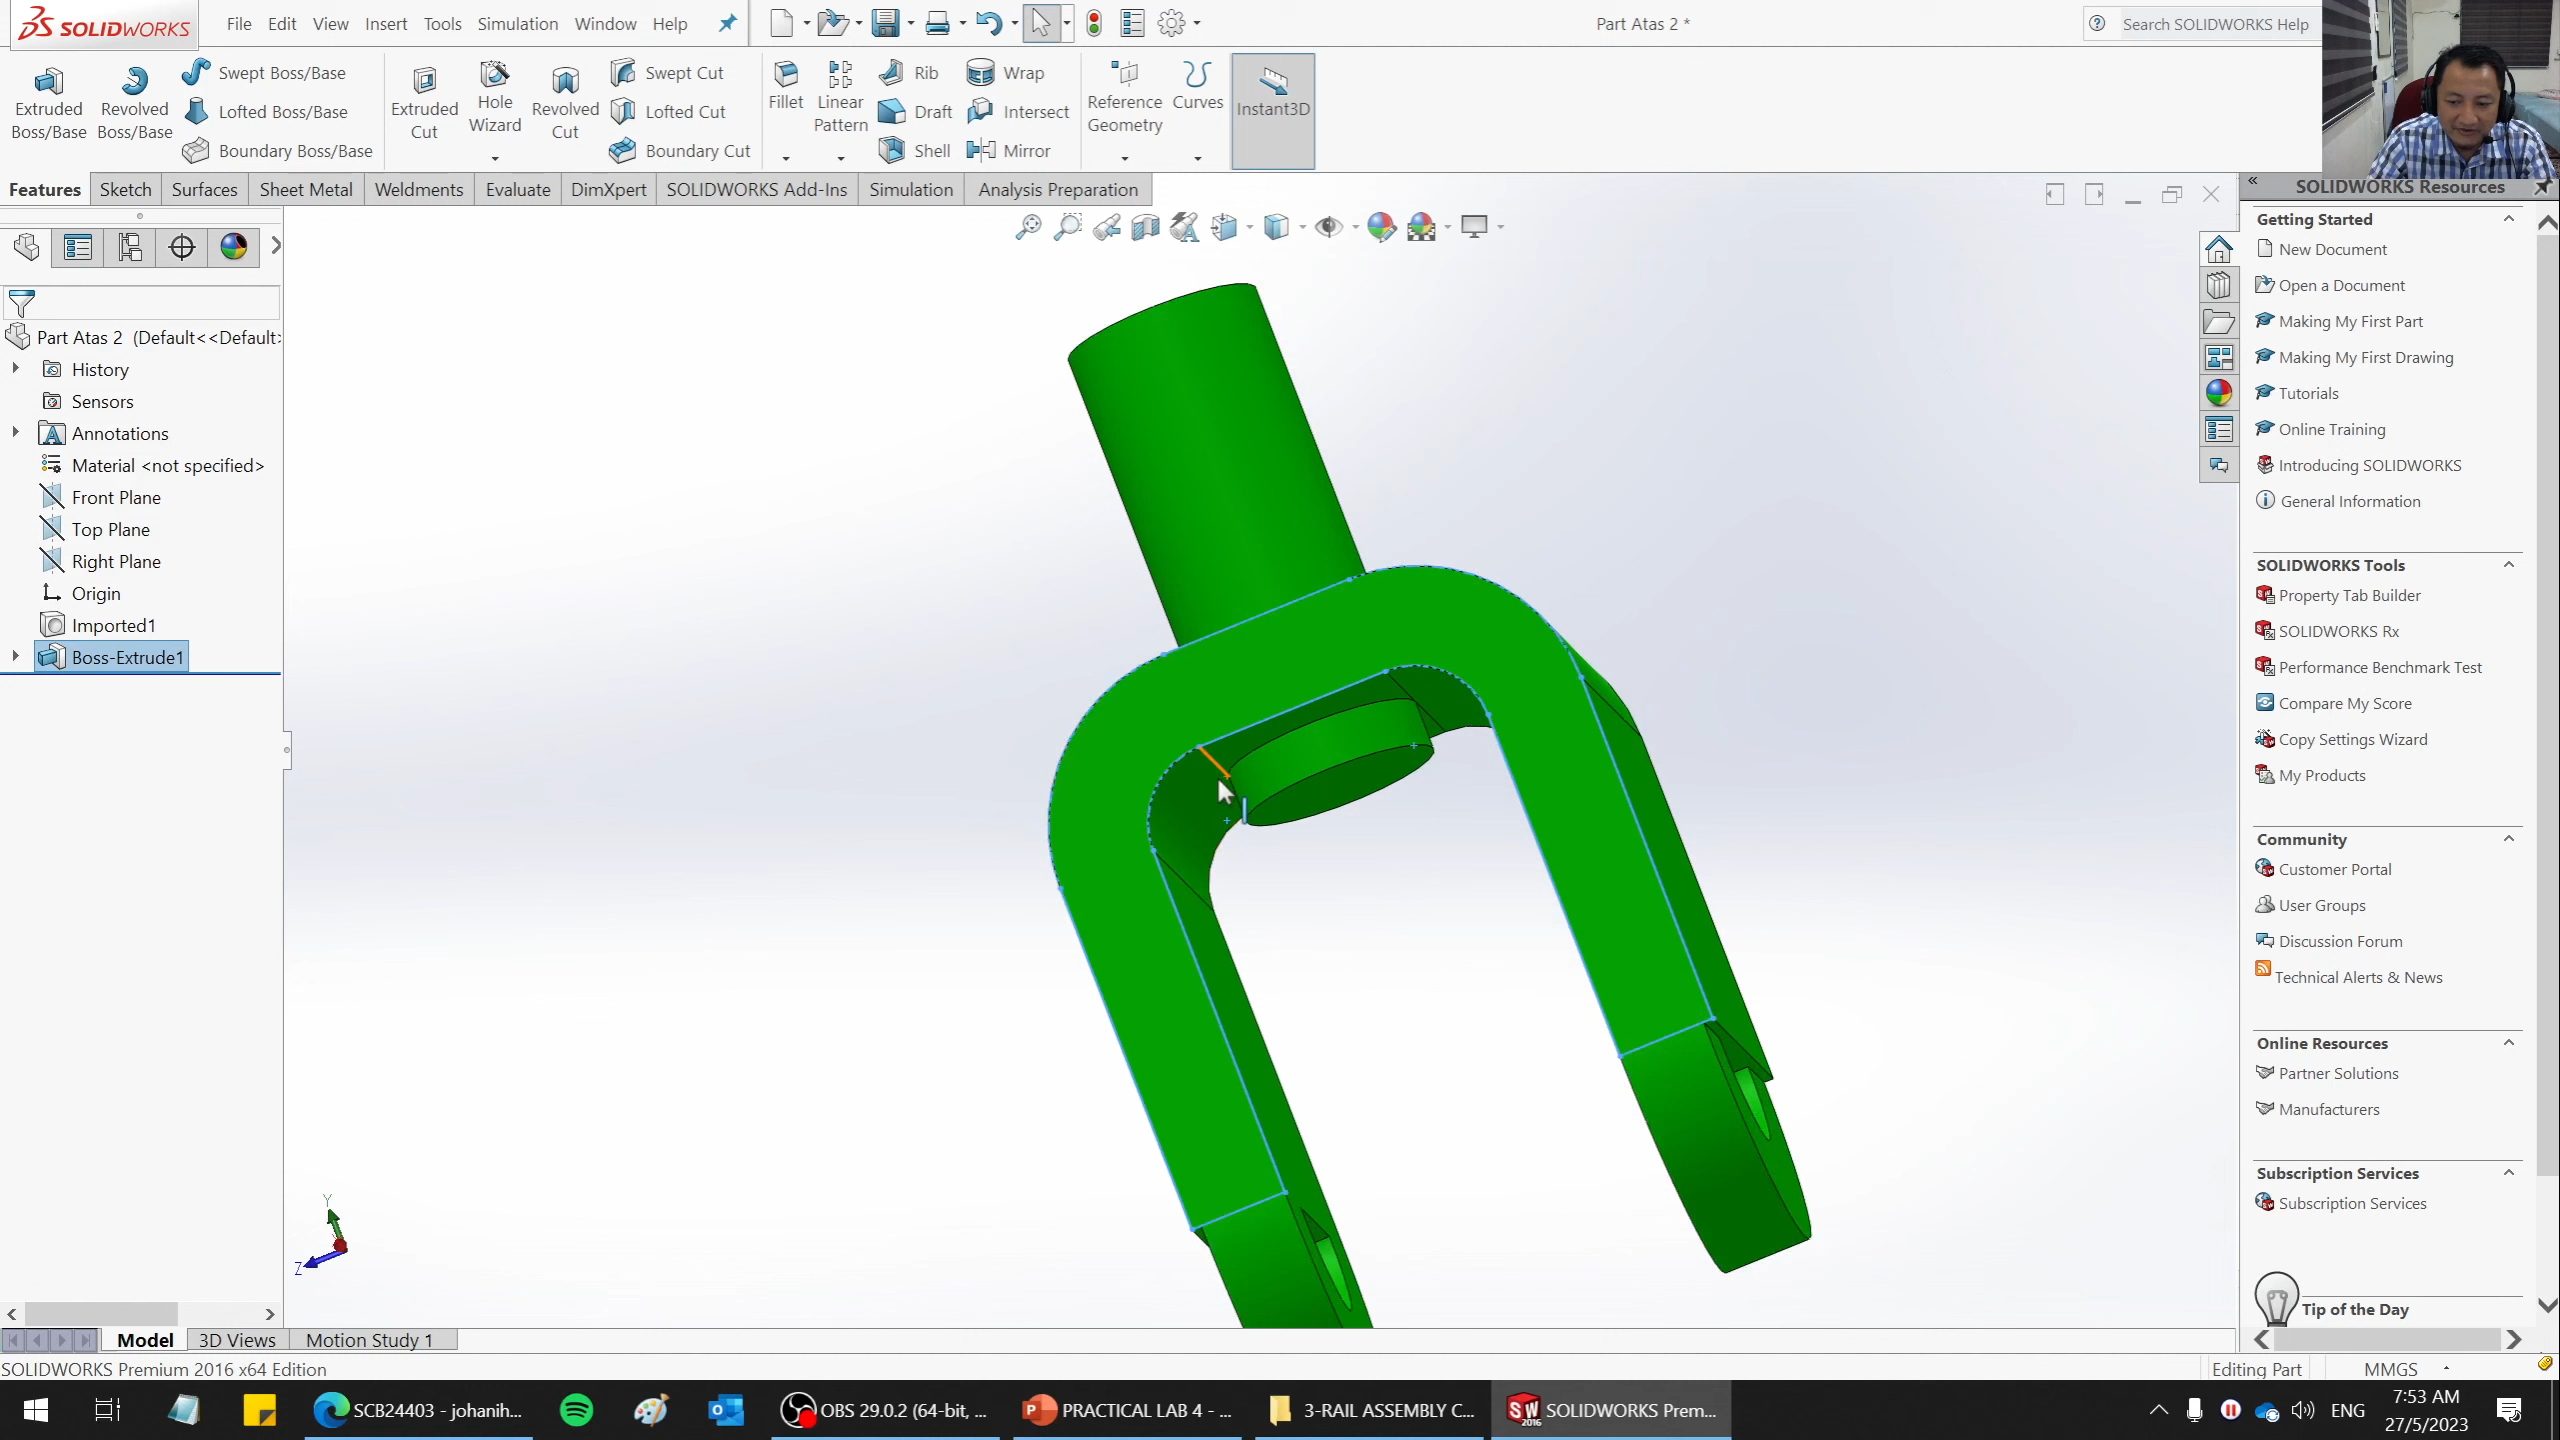 SOLIDWORKS
File Edit View Insert Tools Simulation Window Help
Part Atas 2 *
Search SOLIDWORKS Help
Extruded Boss/Base
Revolved Boss/Base
Swept Boss/Base
Lofted Boss/Base
Boundary Boss/Base
Extruded Cut
Hole Wizard
Revolved Cut
Swept Cut
Lofted Cut
Boundary Cut
Fillet
Linear Pattern
Rib
Draft
Shell
Wrap
Intersect
Mirror
Reference Geometry
Curves
Instant3D
Features Sketch Surfaces Sheet Metal Weldments Evaluate DimXpert SOLIDWORKS Add-Ins Simulation Analysis Preparation
Part Atas 2 (Default<<Default>
History
Sensors
Annotations
Material <not specified>
Front Plane
Top Plane
Right Plane
Origin
Imported1
Boss-Extrude1
Y
Z
SOLIDWORKS Resources
Getting Started
New Document
Open a Document
Making My First Part
Making My First Drawing
Tutorials
Online Training
Introducing SOLIDWORKS
General Information
SOLIDWORKS Tools
Property Tab Builder
SOLIDWORKS Rx
Performance Benchmark Test
Compare My Score
Copy Settings Wizard
My Products
Community
Customer Portal
User Groups
Discussion Forum
Technical Alerts & News
Online Resources
Partner Solutions
Manufacturers
Subscription Services
Subscription Services
Tip of the Day
Model 3D Views Motion Study 1
SOLIDWORKS Premium 2016 x64 Edition
Editing Part
MMGS
SCB24403 - johanih...
OBS 29.0.2 (64-bit, ...
PRACTICAL LAB 4 - ...
3-RAIL ASSEMBLY C...
SW 2016
SOLIDWORKS Prem...
ENG
7:53 AM
27/5/2023